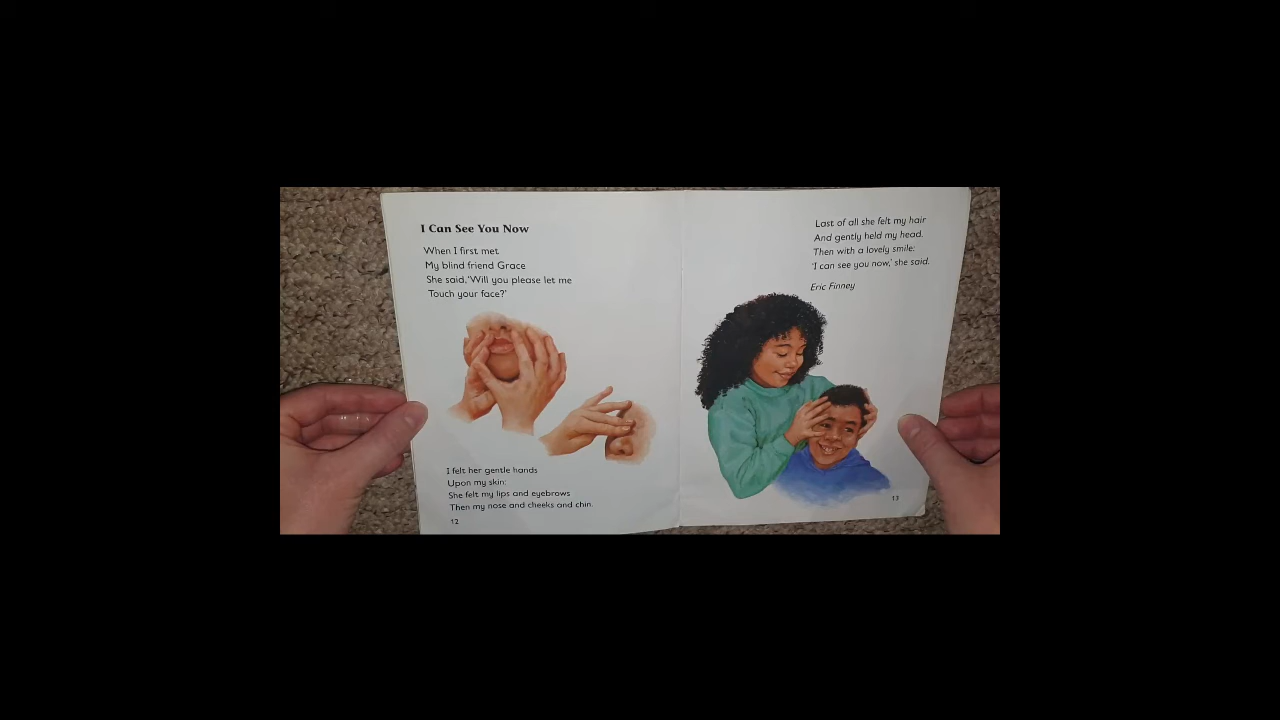 I Can See You Now
When I first met
My blind friend Grace
She said, 'Will you please let me
Touch your face?'
I felt her gentle hands
Upon my skin:
She felt my lips and eyebrows
Then my nose and cheeks and chin.
12
Last of all she felt my hair
And gently held my head.
Then with a lovely smile:
'I can see you now,' she said.
Eric Finney
13